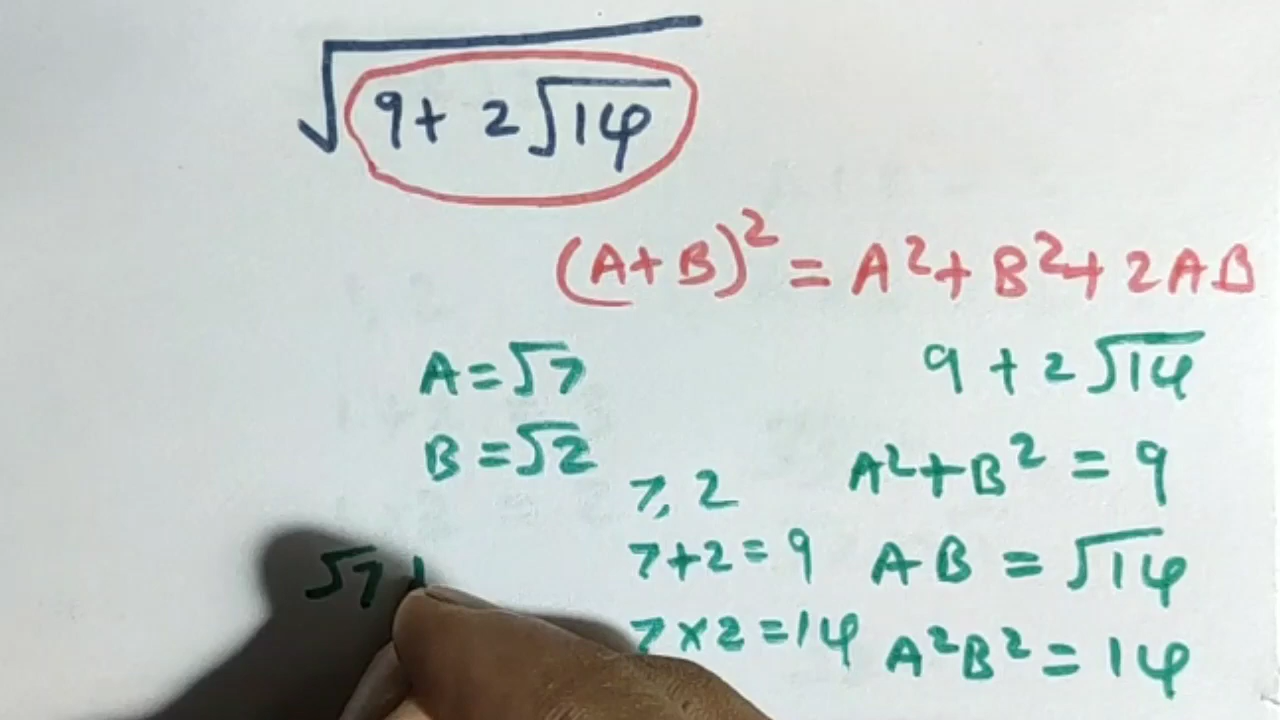 √(9+ 2√14)
(A+B)² = A²+ B²+ 2AB
A = √7
9 + 2√14
B = √2
A²+B² = 9
7, 2
7+2 = 9
AB = √14
√7
7×2 = 14
A²B² = 14